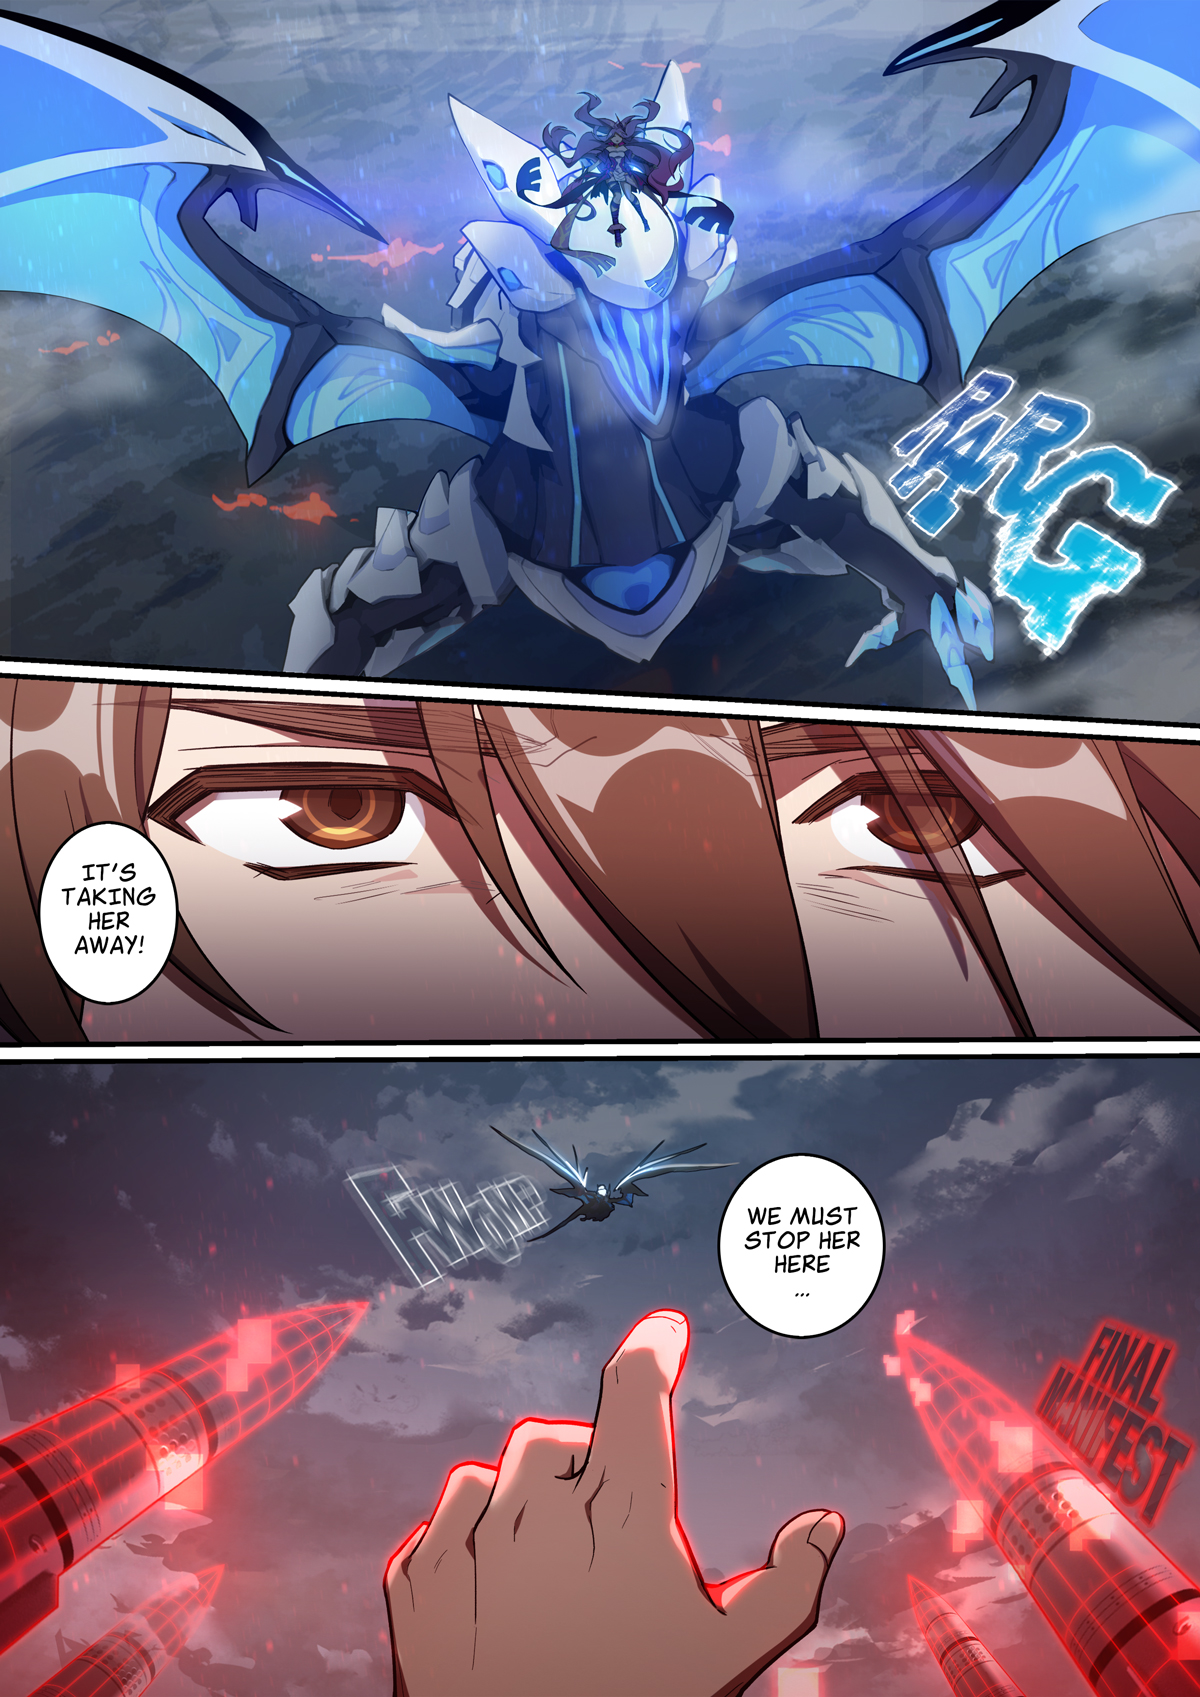 RARG
IT'S
TAKING
HER
AWAY!
WE MUST
STOP HER
HERE
...
FINAL
MANIFEST